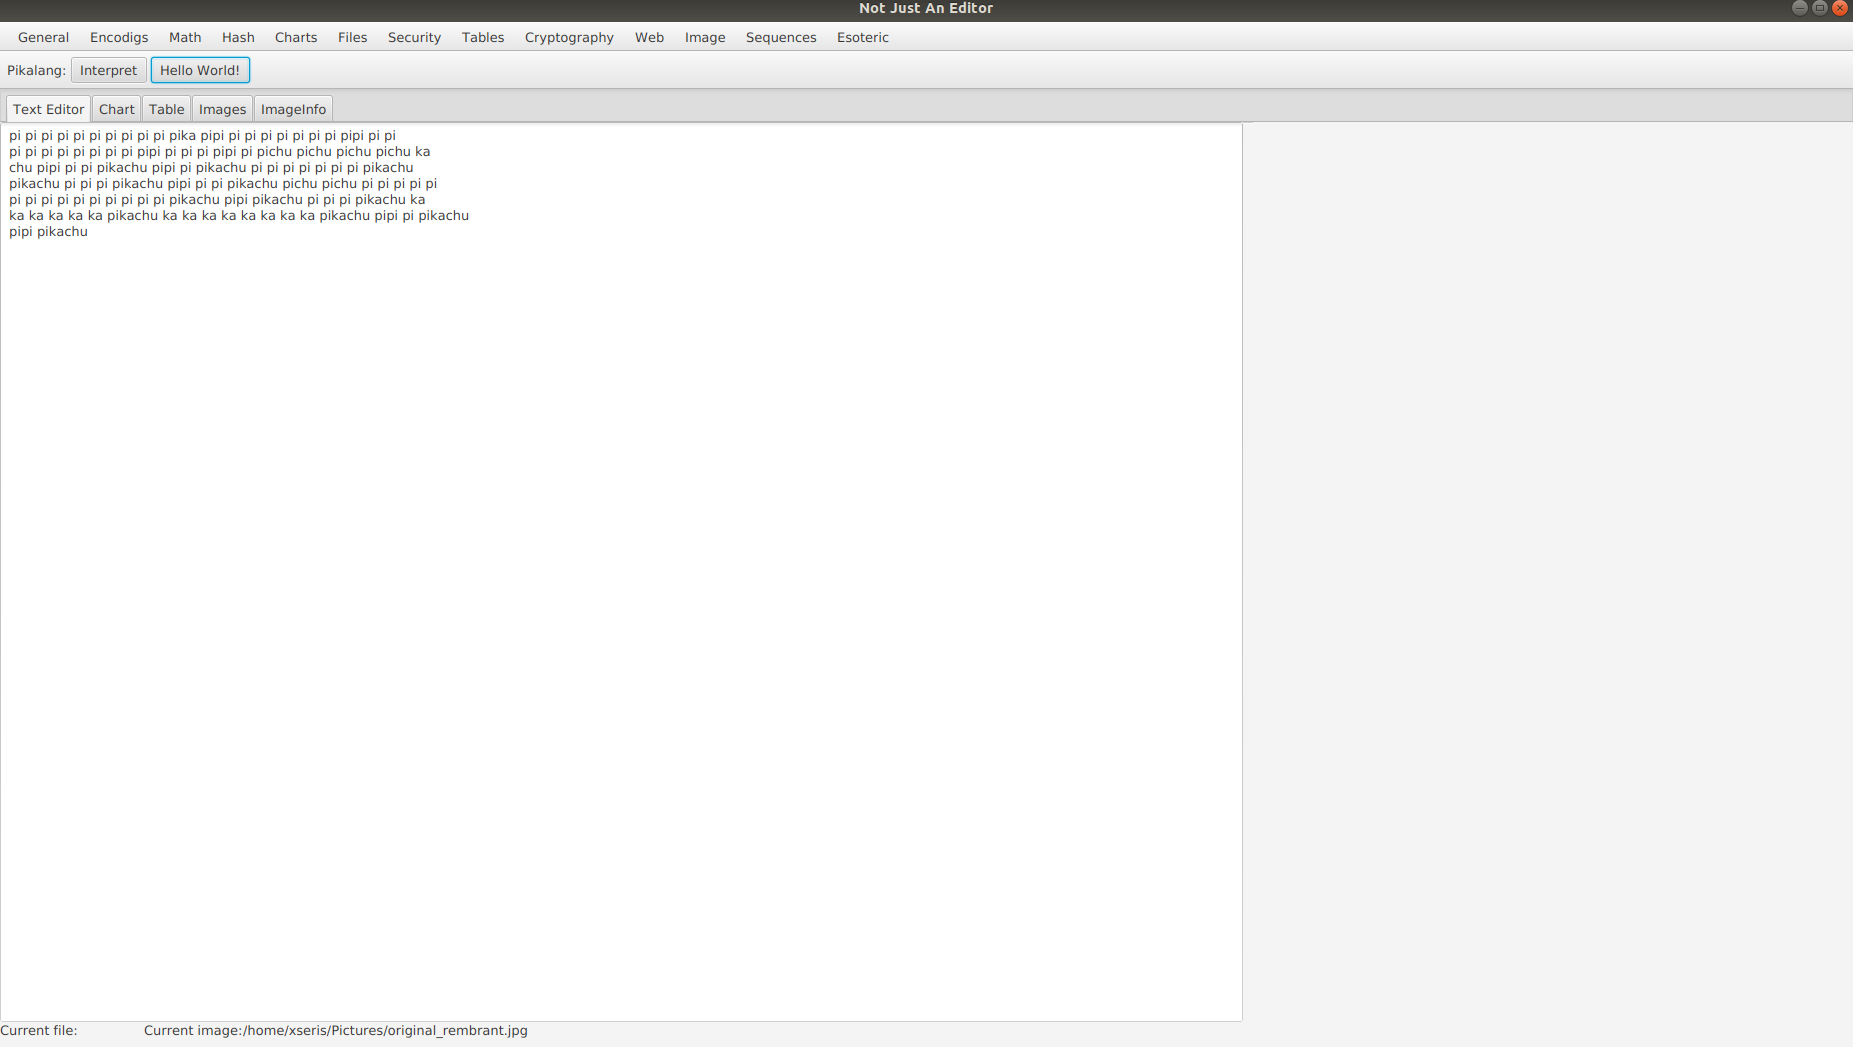 Not Just An Editor
General Encodigs Math Hash Charts Files Security Tables Cryptography Web Image Sequences Esoteric
Pikalang: Interpret Hello World!
Text Editor Chart Table Images ImageInfo
pi pi pi pi pi pi pi pi pi pi pika pipi pi pi pi pi pi pi pi pipi pi pi
pi pi pi pi pi pi pi pi pipi pi pi pi pipi pi pichu pichu pichu pichu ka
chu pipi pi pi pikachu pipi pi pikachu pi pi pi pi pi pi pi pikachu
pikachu pi pi pi pikachu pipi pi pi pikachu pichu pichu pi pi pi pi pi
pi pi pi pi pi pi pi pi pi pi pikachu pipi pikachu pi pi pi pikachu ka
ka ka ka ka ka pikachu ka ka ka ka ka ka ka ka pikachu pipi pi pikachu
pipi pikachu
Current file: Current image:/home/xseris/Pictures/original_rembrant.jpg